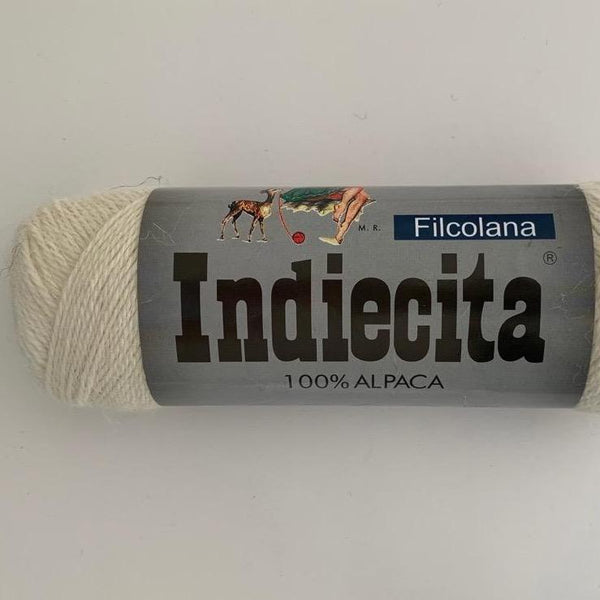 M. R.
Filcolana
Indiecita®
100% ALPACA